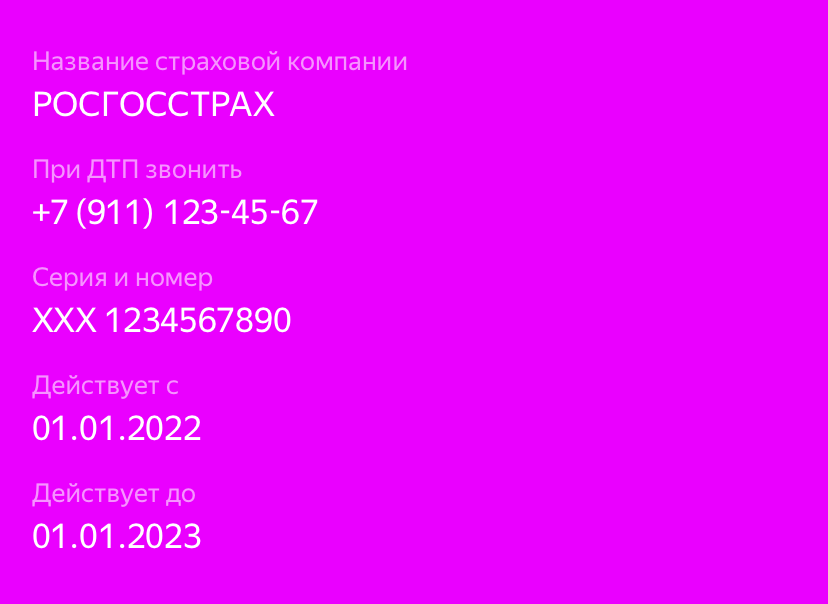 Название страховой компании
РОСГОССТРАХ
При ДТП звонить
+7 (911) 123-45-67
Серия и номер
ХХХ 1234567890
Действует с
01.01.2022
Действует до
01.01.2023